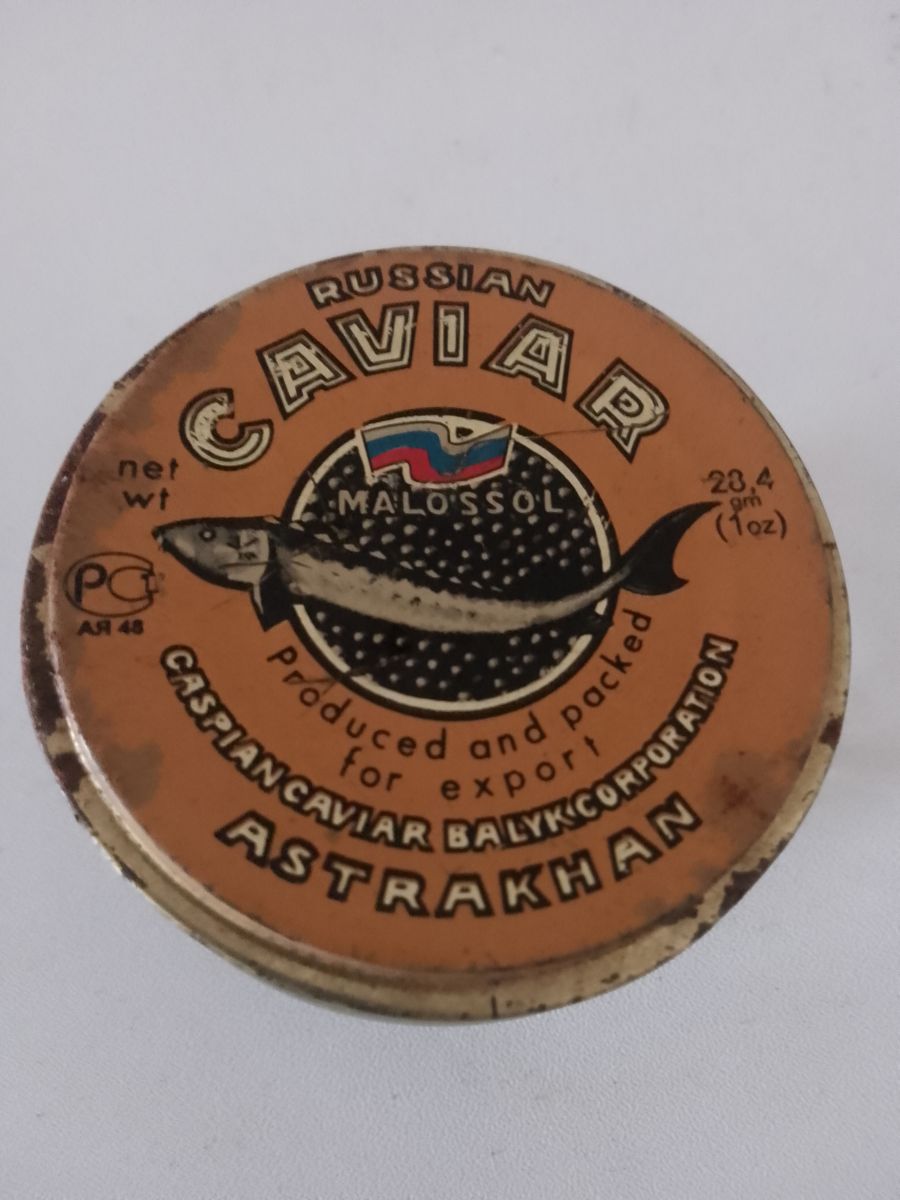 RUSSIAN
CAVIAR
MALOSSOL
net
wt
28,4
gm
(1oz)
РСТ
АЯ 48
Produced and packed
for export
CASPIAN CAVIAR BALYK CORPORATION
ASTRAKHAN